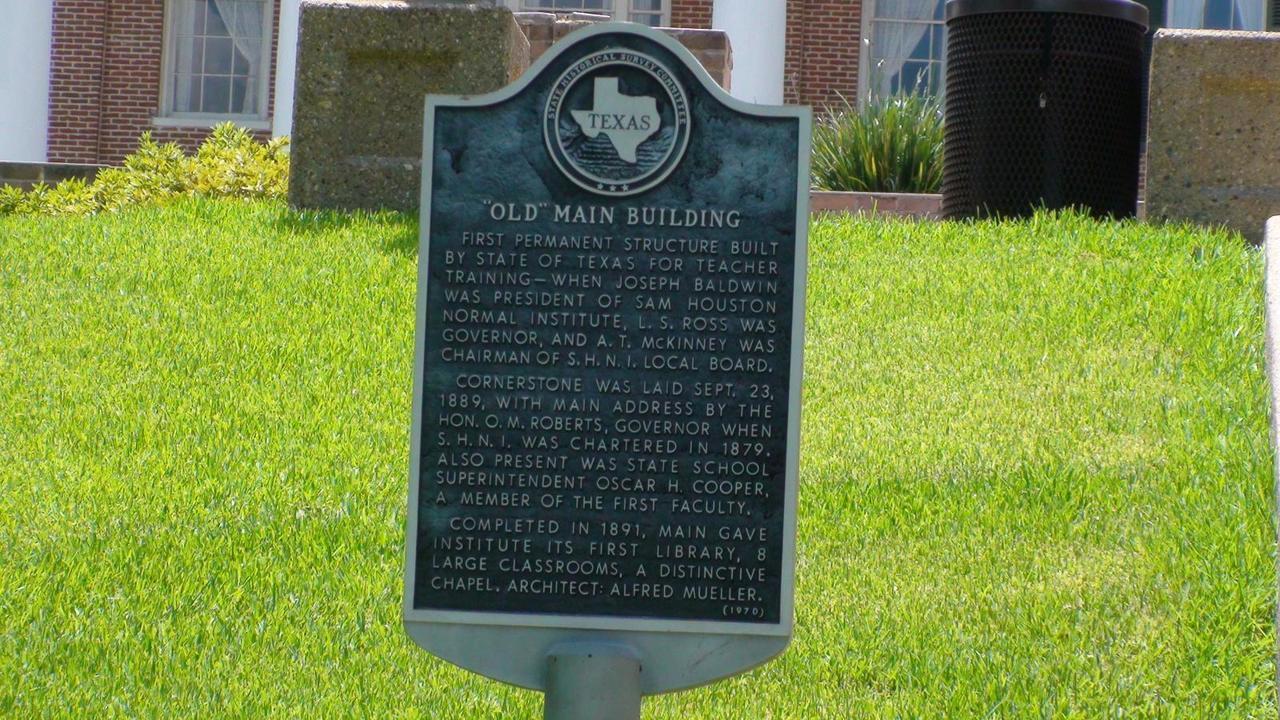 STATE HISTORICAL SURVEY COMMITTEE
TEXAS
"OLD" MAIN BUILDING
FIRST PERMANENT STRUCTURE BUILT
BY STATE OF TEXAS FOR TEACHER
TRAINING—WHEN JOSEPH BALDWIN
WAS PRESIDENT OF SAM HOUSTON
NORMAL INSTITUTE, L. S. ROSS WAS
GOVERNOR, AND A. T. McKINNEY WAS
CHAIRMAN OF S. H. N. I. LOCAL BOARD.
CORNERSTONE WAS LAID SEPT. 23,
1889, WITH MAIN ADDRESS BY THE
HON. O. M. ROBERTS, GOVERNOR WHEN
S. H. N. I. WAS CHARTERED IN 1879.
ALSO PRESENT WAS STATE SCHOOL
SUPERINTENDENT OSCAR H. COOPER,
A MEMBER OF THE FIRST FACULTY.
COMPLETED IN 1891, MAIN GAVE
INSTITUTE ITS FIRST LIBRARY, 8
LARGE CLASSROOMS, A DISTINCTIVE
CHAPEL. ARCHITECT: ALFRED MUELLER.
(1970)